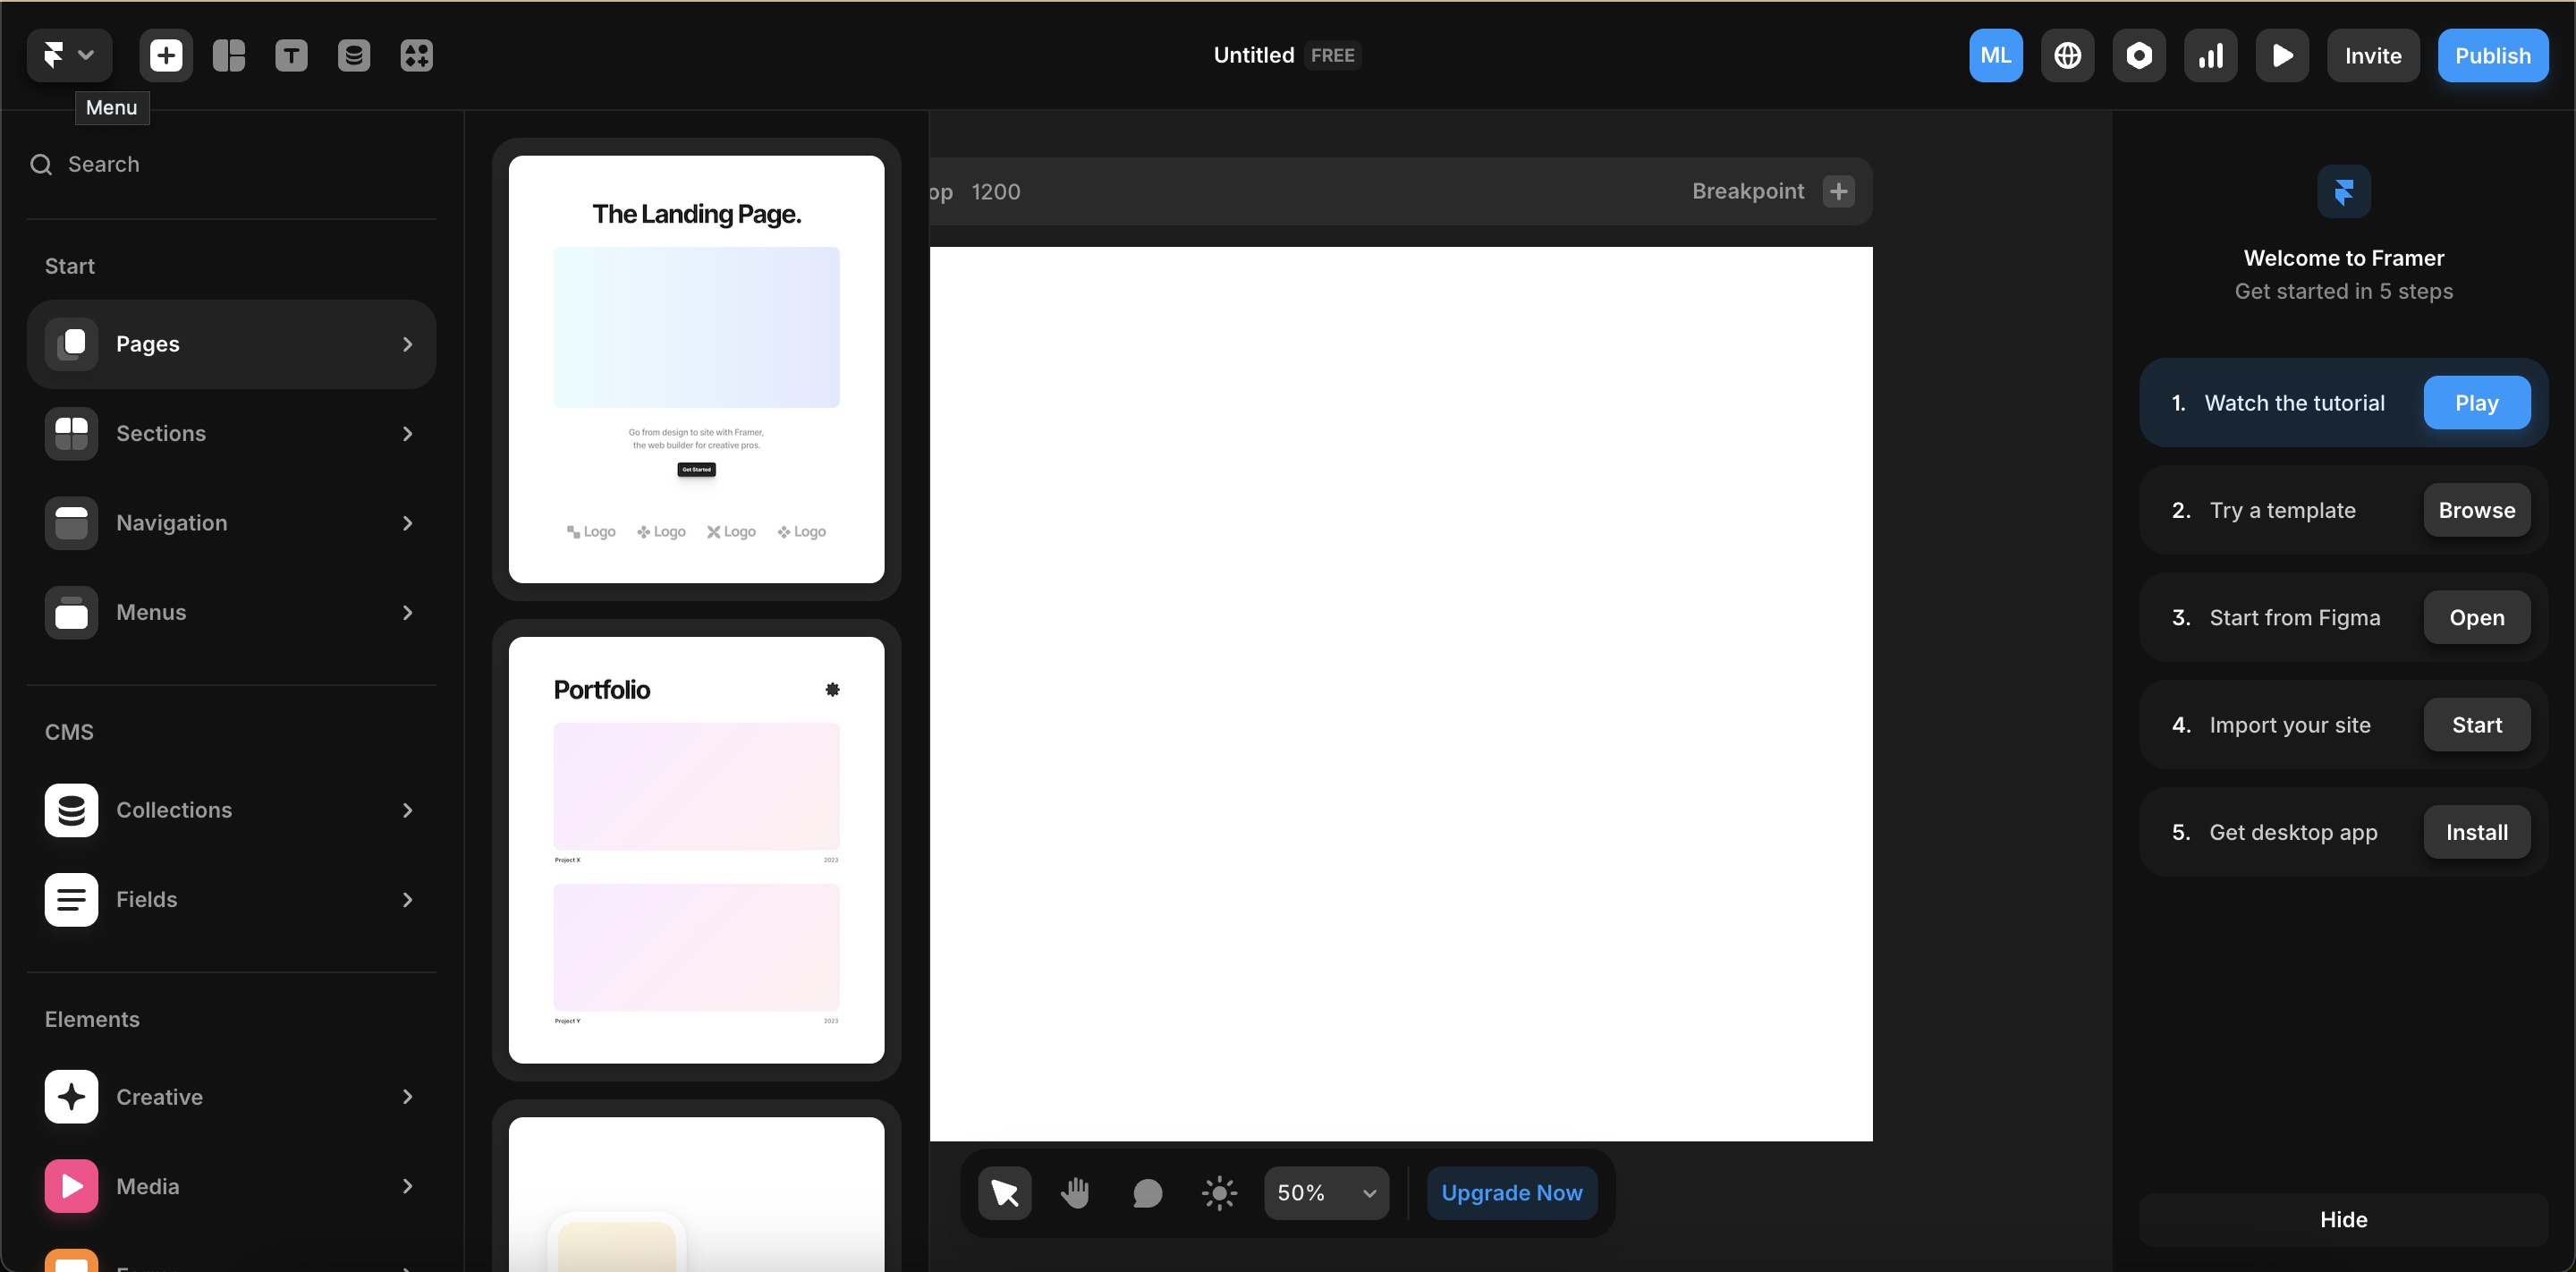 Untitled FREE
ML
Invite
Publish
Menu
Search
Start
Pages
Sections
Navigation
Menus
CMS
Collections
Fields
Elements
Creative
Media
The Landing Page.
Go from design to site with Framer,
the web builder for creative pros.
Get Started
Logo Logo Logo Logo
Portfolio
Project X 2023
Project Y 2023
op 1200
Breakpoint
50%
Upgrade Now
Welcome to Framer
Get started in 5 steps
1. Watch the tutorial Play
2. Try a template Browse
3. Start from Figma Open
4. Import your site Start
5. Get desktop app Install
Hide